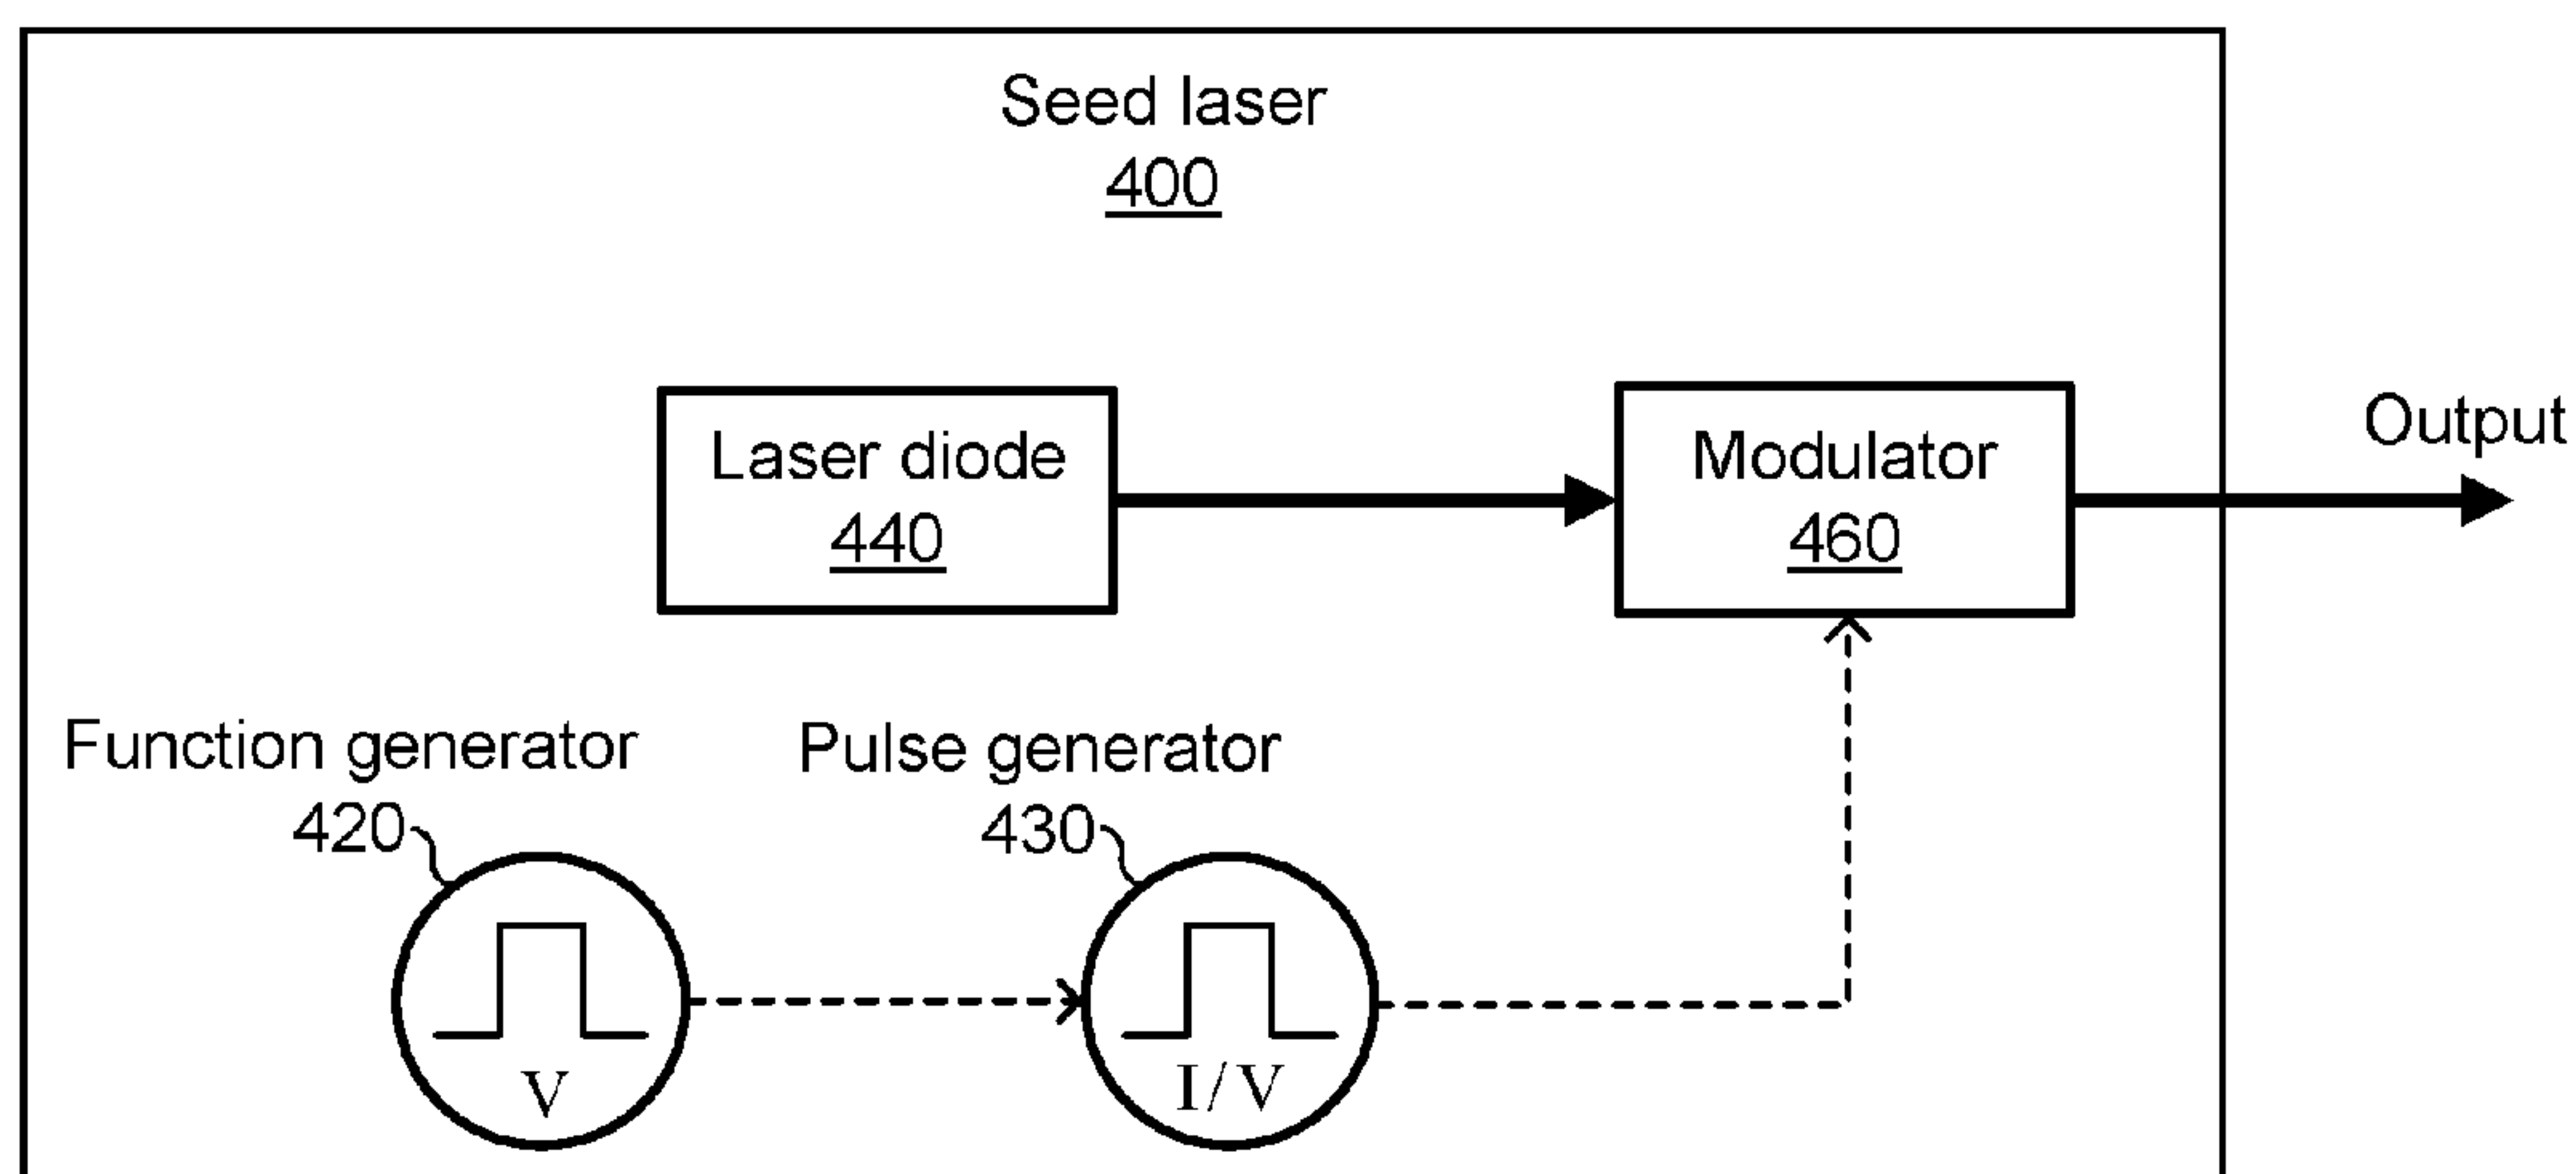 Seed laser
400
Output
Laser diode
440
Modulator
460
Function generator
420
Pulse generator
430
V
I/V